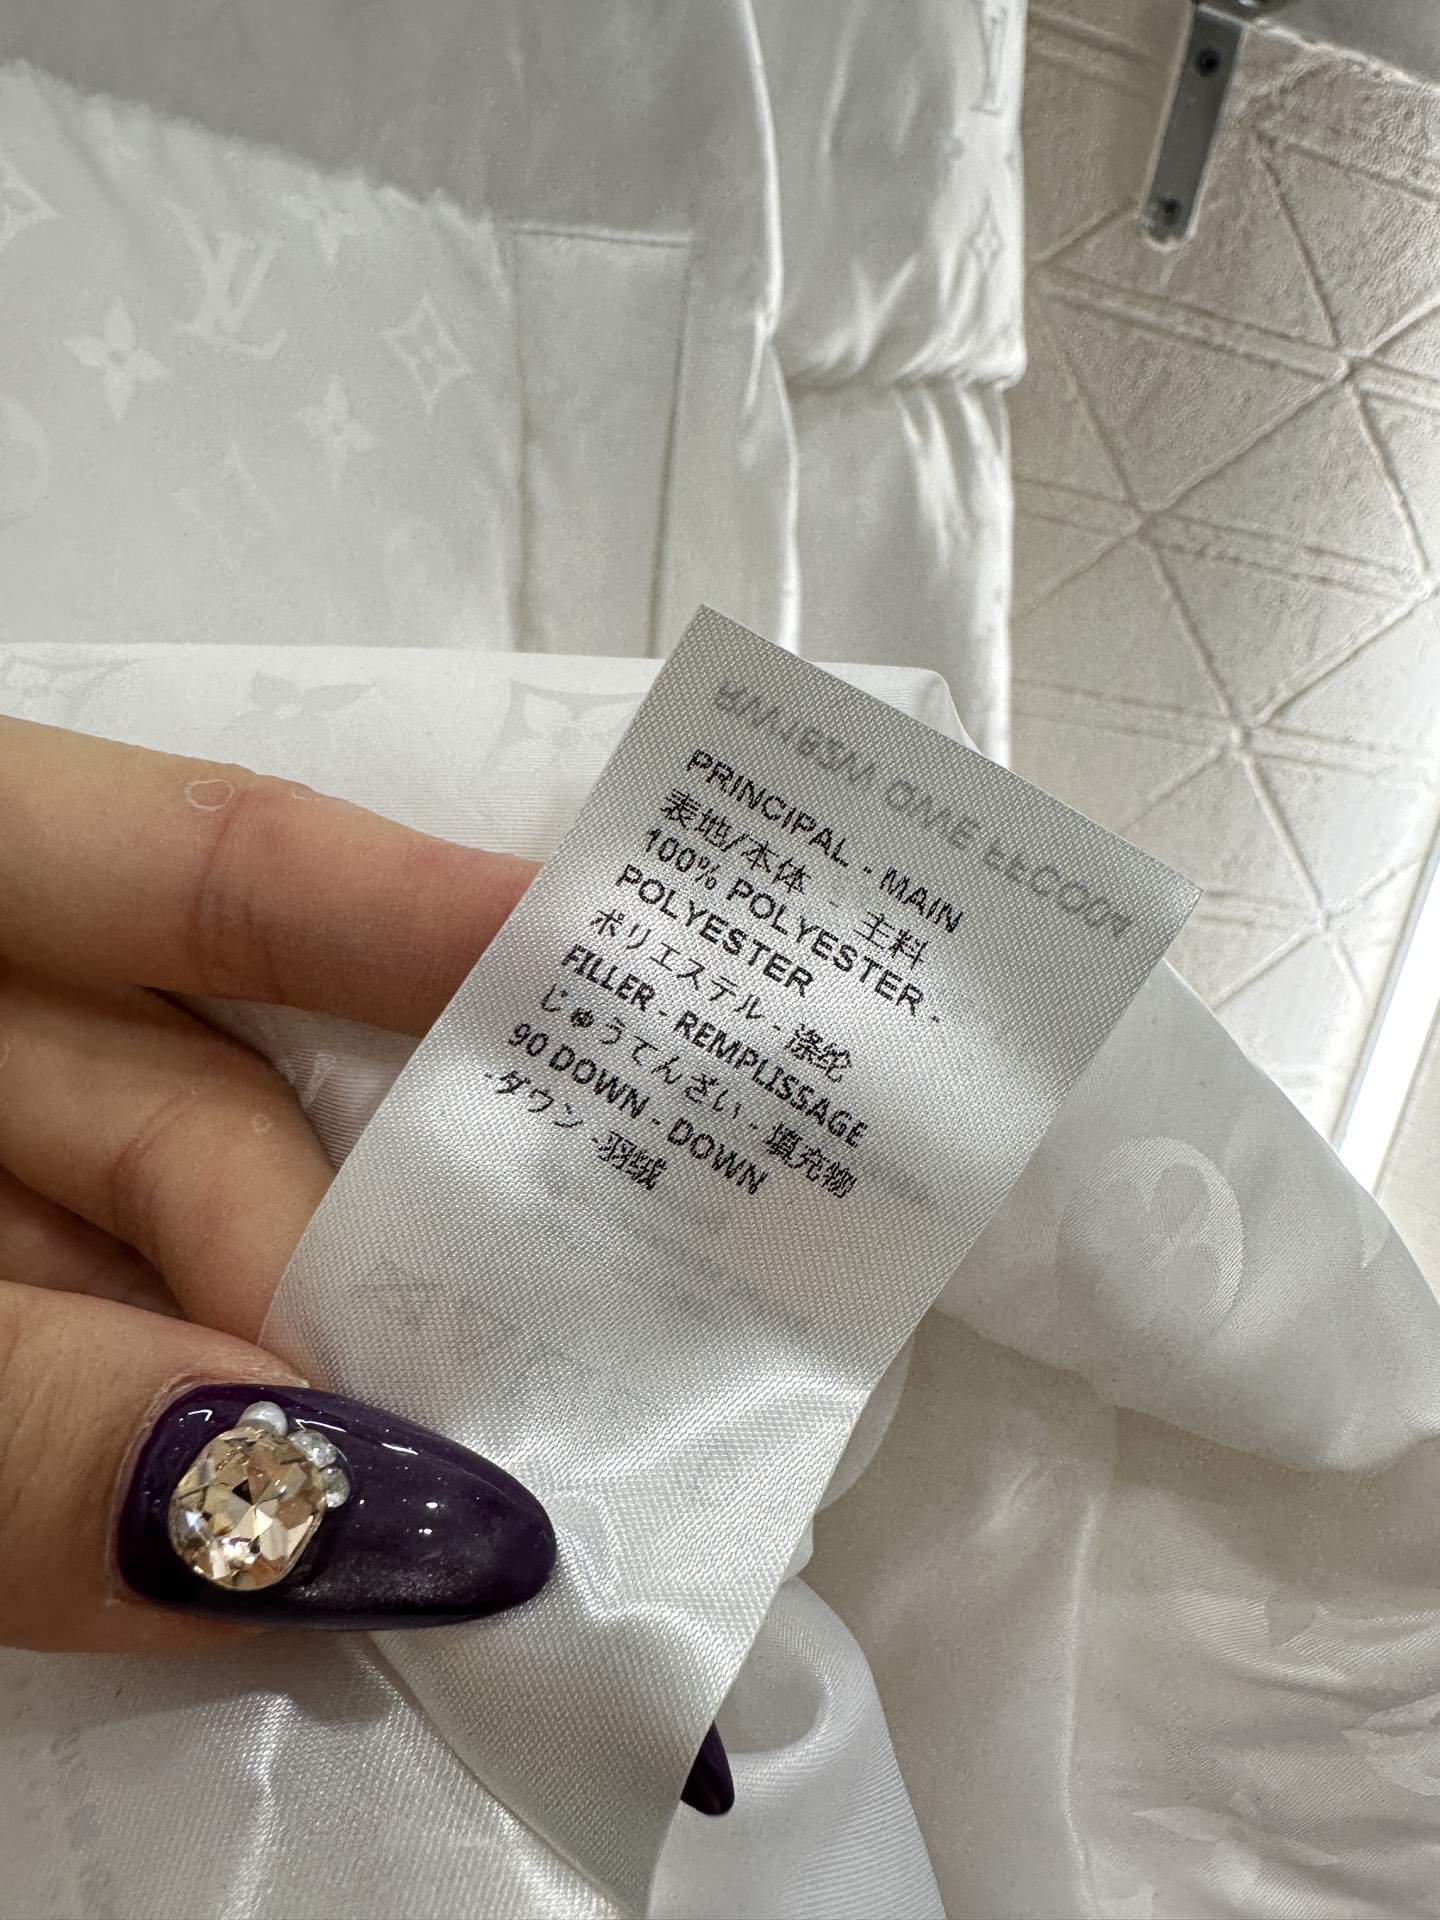 PRINCIPAL - MAIN
表地/本体 - 主料
100% POLYESTER -
POLYESTER
ポリエステル - 涤纶
FILLER - REMPLISSAGE
じゅうてんざい - 填充物
90 DOWN - DOWN
-ダウン -羽绒